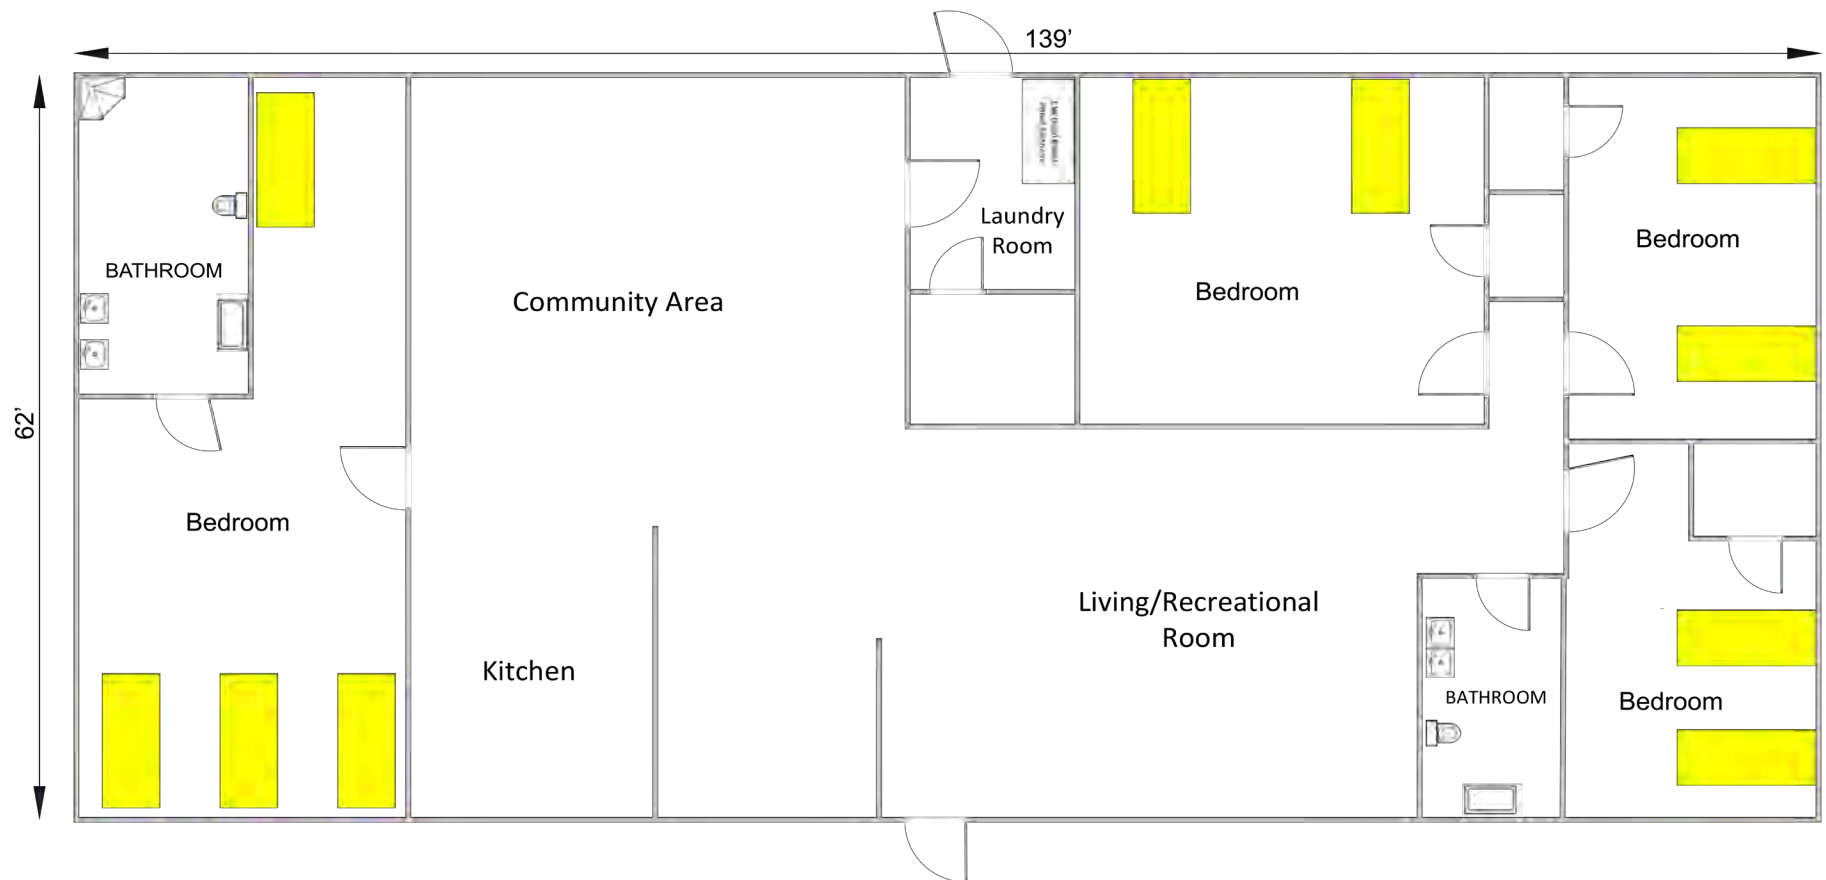 139’
62’
BATHROOM
Community Area
Laundry
Room
Bedroom
Bedroom
Bedroom
Kitchen
Living/Recreational
Room
BATHROOM
Bedroom